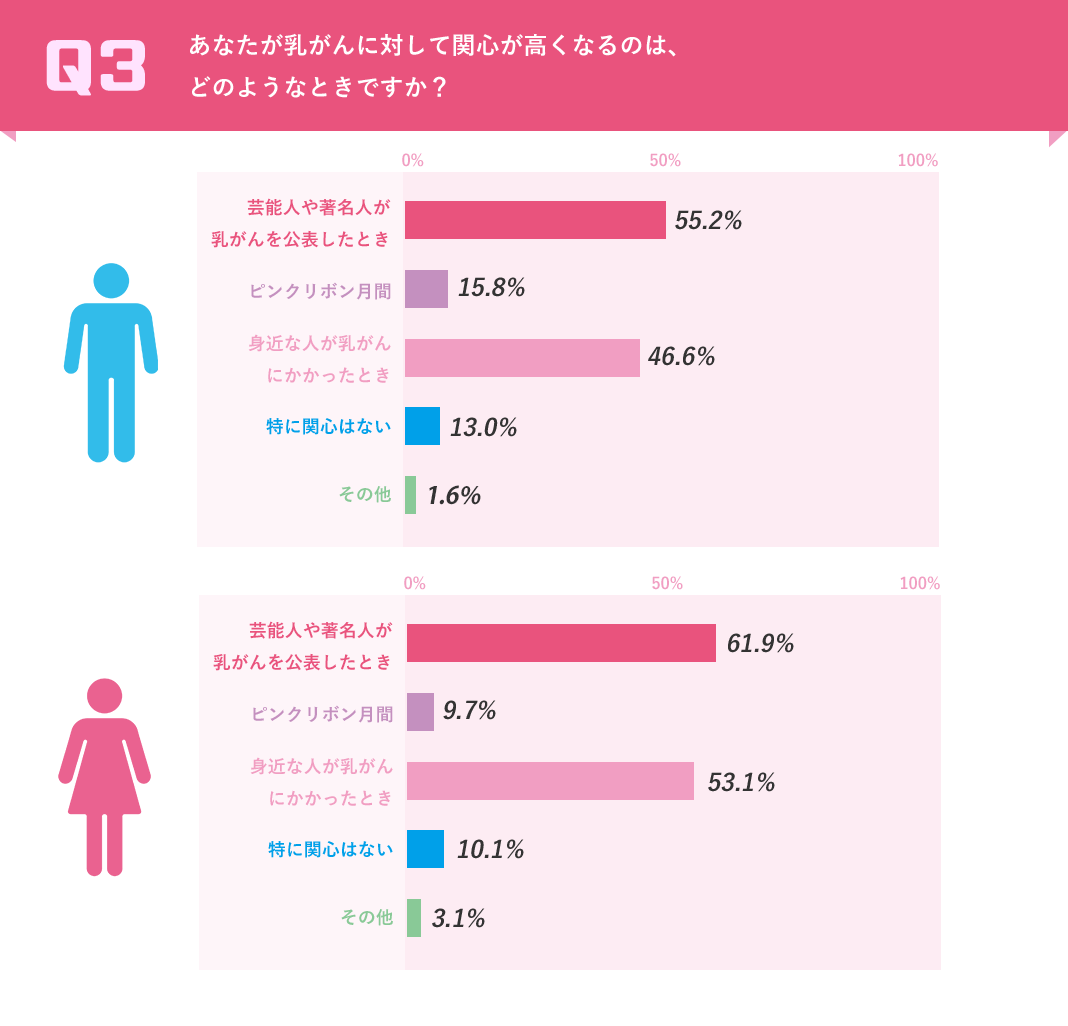 Q3
あなたが乳がんに対して関心が高くなるのは、
どのようなときですか？
0% 50% 100%
芸能人や著名人が
乳がんを公表したとき
55.2%
ピンクリボン月間 15.8%
身近な人が乳がん
にかかったとき
46.6%
特に関心はない 13.0%
その他 1.6%
0% 50% 100%
芸能人や著名人が
乳がんを公表したとき
61.9%
ピンクリボン月間 9.7%
身近な人が乳がん
にかかったとき
53.1%
特に関心はない 10.1%
その他 3.1%